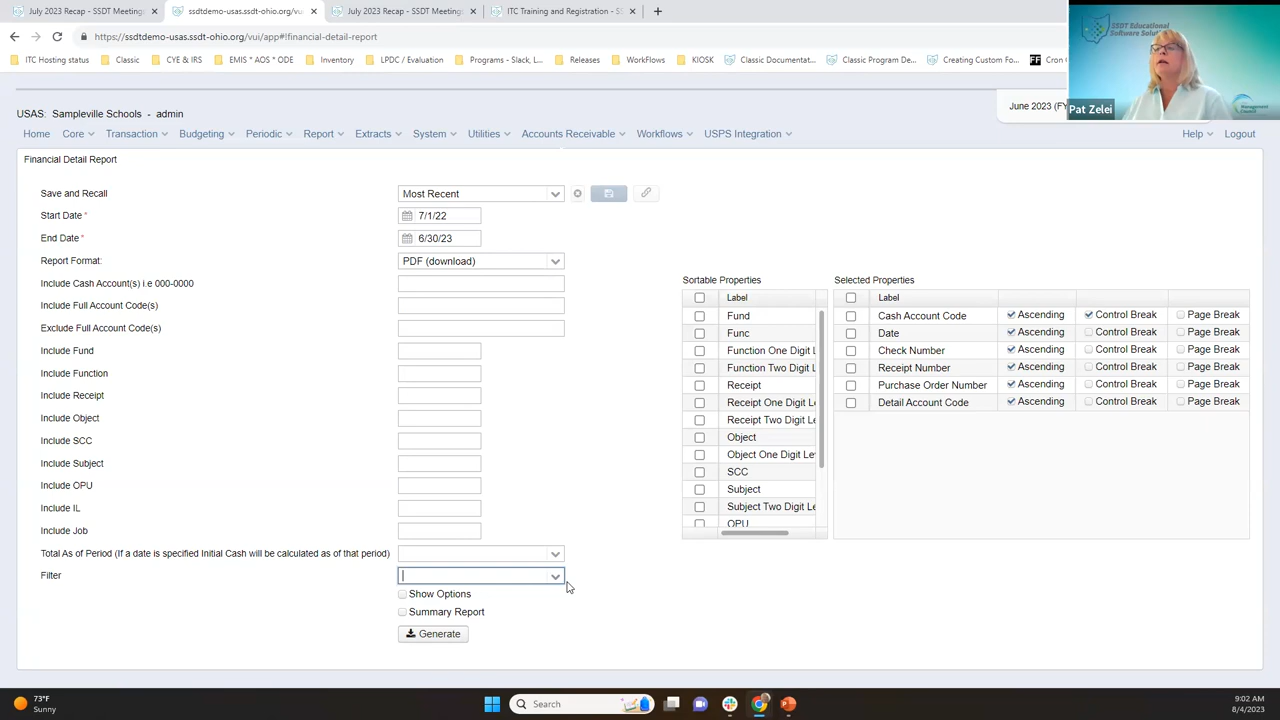 July 2023 Recap - SSDT Meeting: ×
ssdtdemo-usas.ssdt-ohio.org/vui ×
July 2023 Recap - SSDT Meetings ×
ITC Training and Registration - SS ×
+
https://ssdtdemo-usas.ssdt-ohio.org/vui/app#!financial-detail-report
ITC Hosting status
Classic
CYE & IRS
EMIS * AOS * ODE
Inventory
LPDC / Evaluation
Programs - Slack, L...
Releases
WorkFlows
KIOSK
Classic Documentat...
Classic Program De...
Creating Custom Fo...
FF Cron
SSDT Educational
Software Solutio
Management
Council
Pat Zelei
USAS: Sampleville Schools - admin
June 2023 (FY
Home Core Transaction Budgeting Periodic Report Extracts System Utilities Accounts Receivable Workflows USPS Integration Help Logout
Financial Detail Report
Save and Recall Most Recent
Start Date * 7/1/22
End Date * 6/30/23
Report Format: PDF (download)
Include Cash Account(s) i.e 000-0000
Include Full Account Code(s)
Exclude Full Account Code(s)
Include Fund
Include Function
Include Receipt
Include Object
Include SCC
Include Subject
Include OPU
Include IL
Include Job
Total As of Period (If a date is specified Initial Cash will be calculated as of that period)
Filter
Show Options
Summary Report
Generate
Sortable Properties
Label
Fund
Func
Function One Digit L
Function Two Digit L
Receipt
Receipt One Digit Le
Receipt Two Digit Le
Object
Object One Digit Le
SCC
Subject
Subject Two Digit Le
OPU
Selected Properties
Label
Cash Account Code Ascending Control Break Page Break
Date Ascending Control Break Page Break
Check Number Ascending Control Break Page Break
Receipt Number Ascending Control Break Page Break
Purchase Order Number Ascending Control Break Page Break
Detail Account Code Ascending Control Break Page Break
73°F
Sunny
Search
9:02 AM
8/4/2023